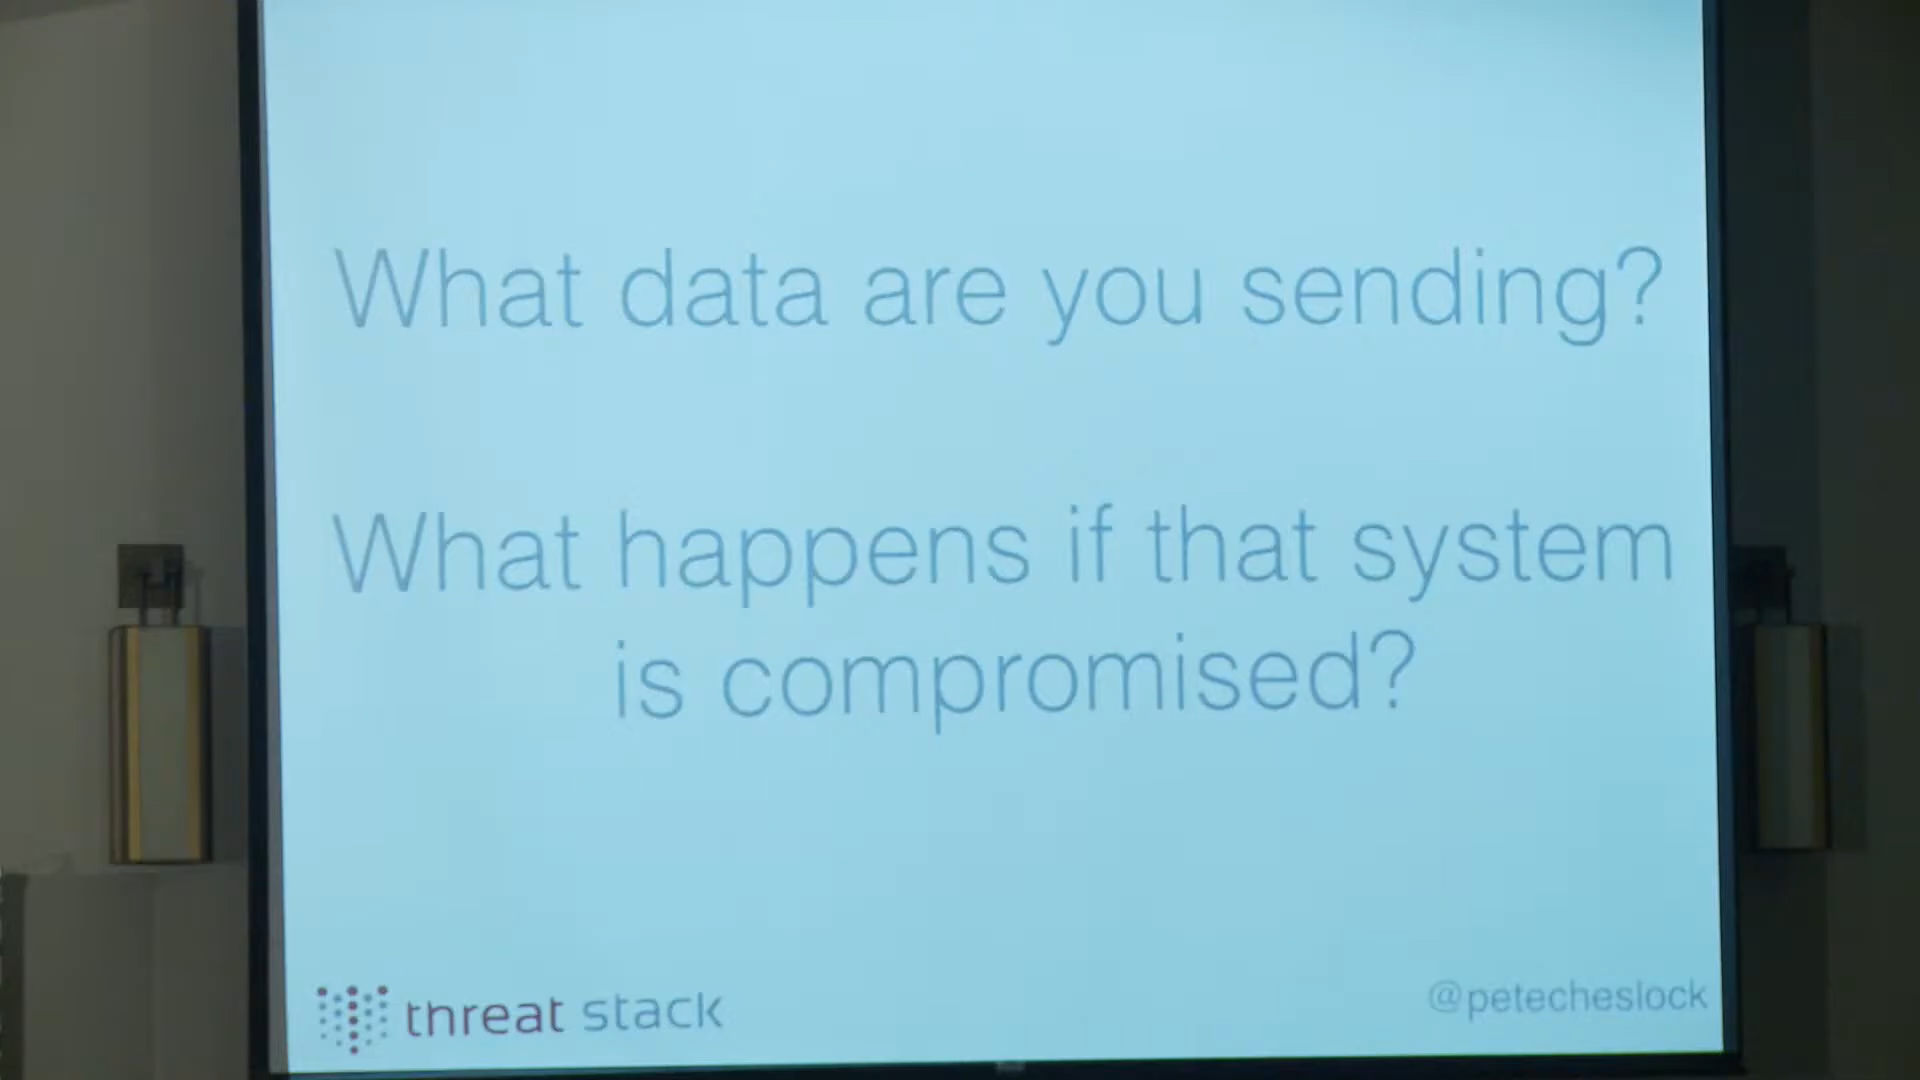 What data are you sending?
What happens if that system
is compromised?
threat stack
@petecheslock